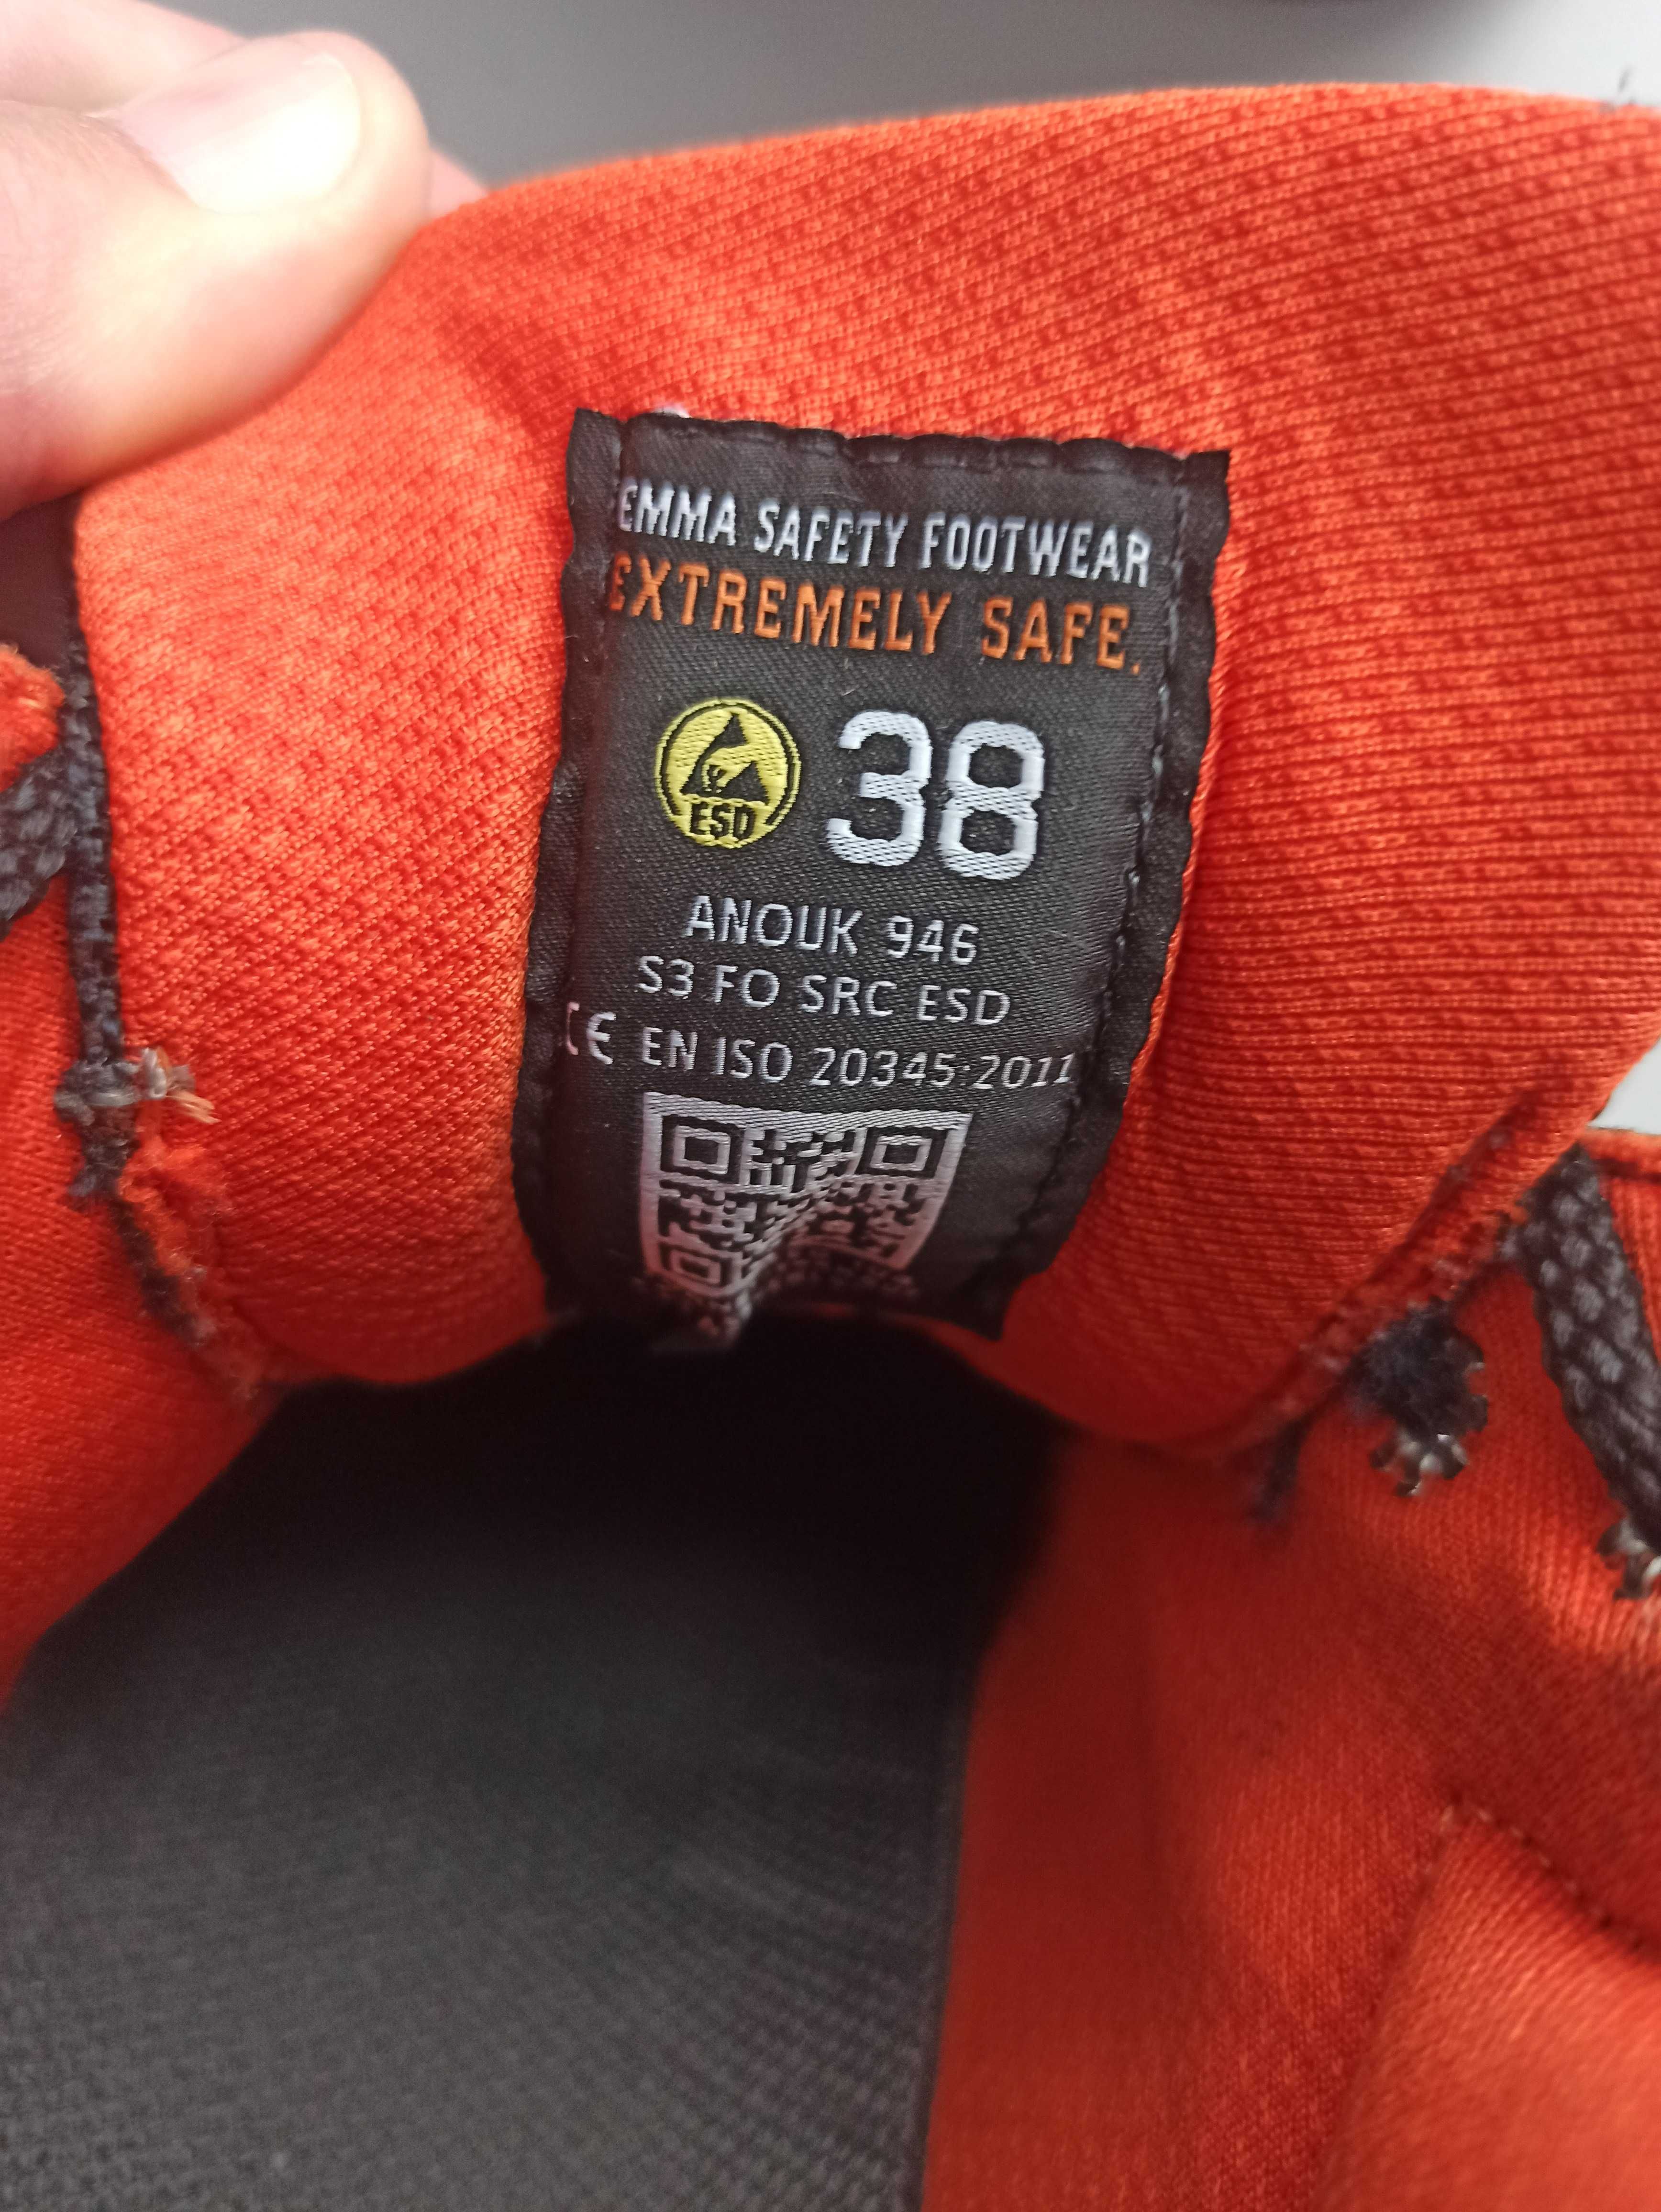 EMMA SAFETY FOOTWEAR
EXTREMELY SAFE.
ESD
38
ANOUK 946
S3 FO SRC ESD
CE EN ISO 20345:2011